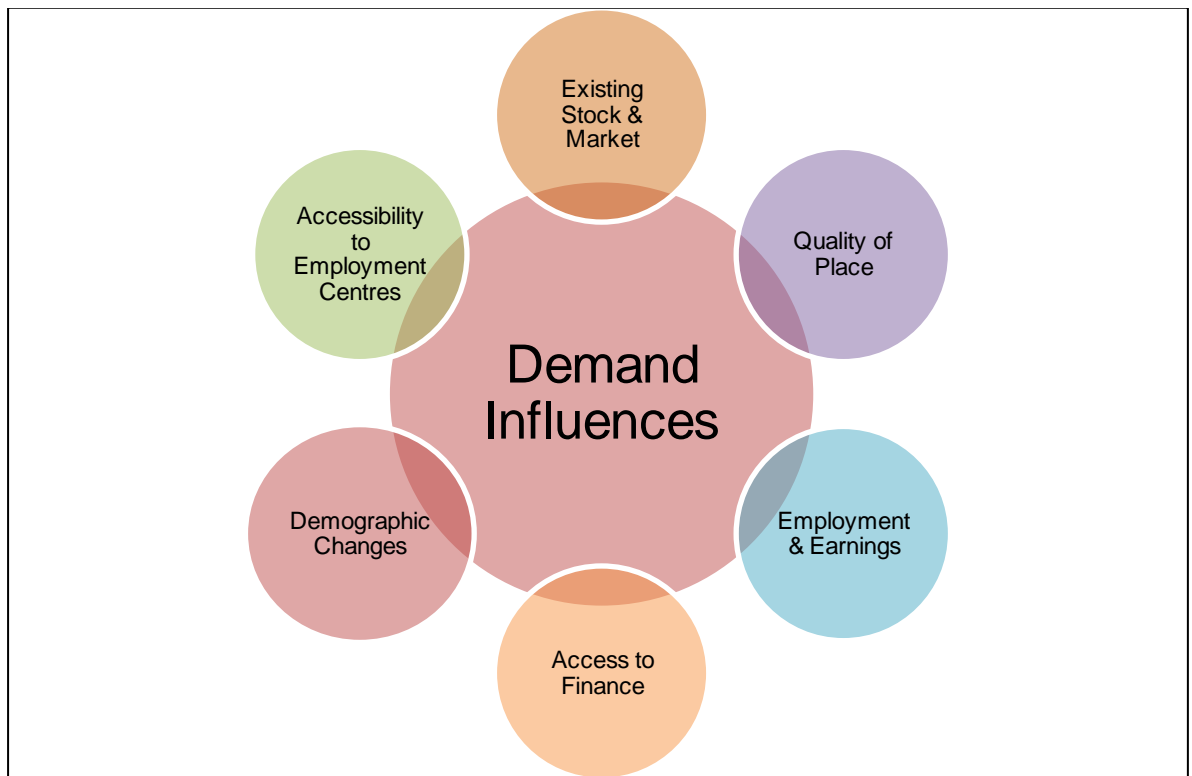 Existing
Stock &
Market
Quality of
Place
Employment
& Earnings
Access to
Finance
Demographic
Changes
Accessibility
to
Employment
Centres
Demand
Influences